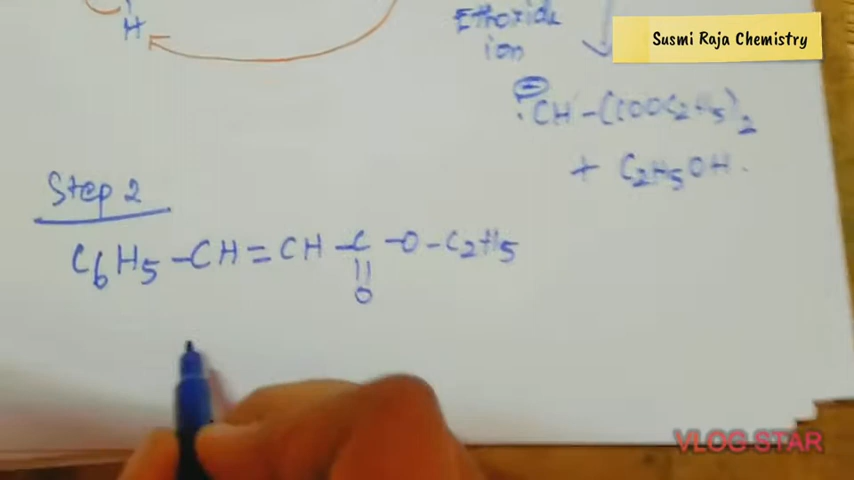 H
Ethoxide
ion
Susmi Raja Chemistry
⊖
:CH-(COOC2H5)2
+ C2H5OH.
Step 2
C6H5-CH=CH-C-O-C2H5
||
O
VLOG STAR